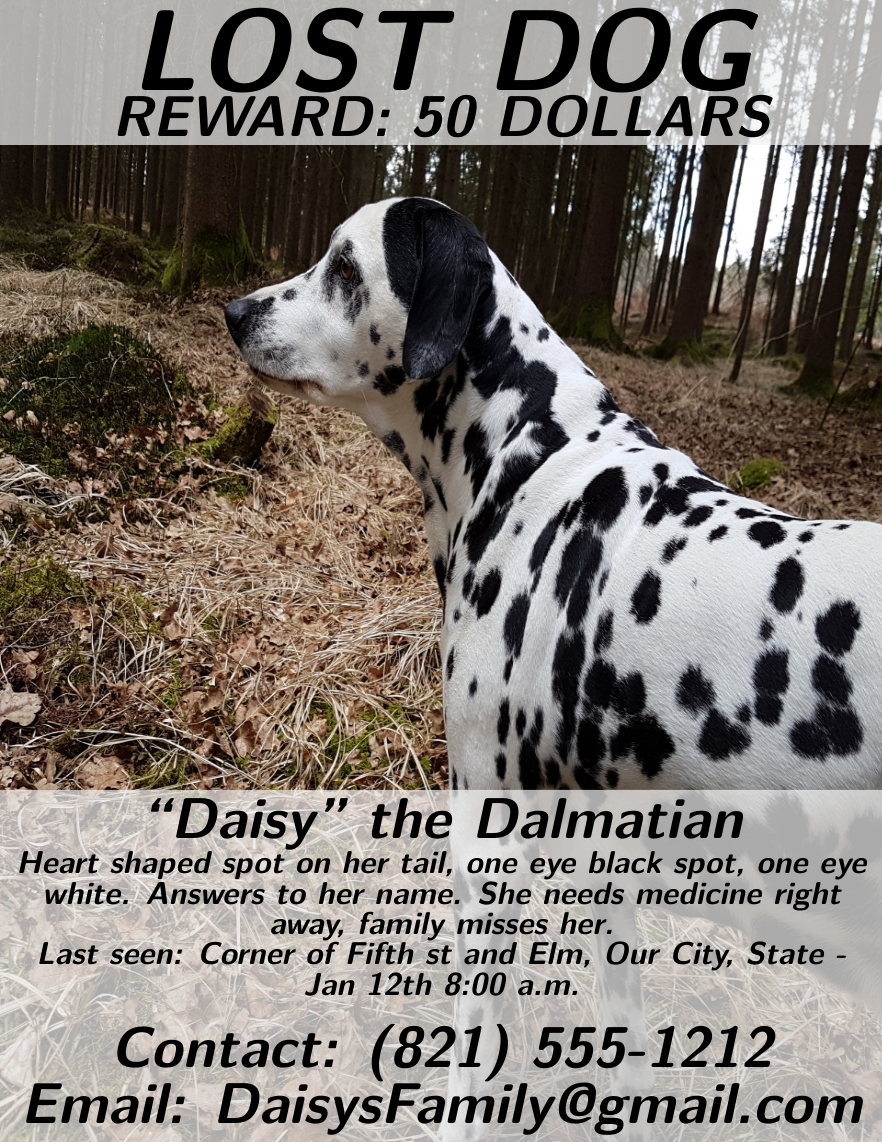 LOST DOG
REWARD: 50 DOLLARS
“Daisy” the Dalmatian
Heart shaped spot on her tail, one eye black spot, one eye
white. Answers to her name. She needs medicine right
away, family misses her.
Last seen: Corner of Fifth st and Elm, Our City, State -
Jan 12th 8:00 a.m.
Contact: (821) 555-1212
Email: DaisysFamily@gmail.com